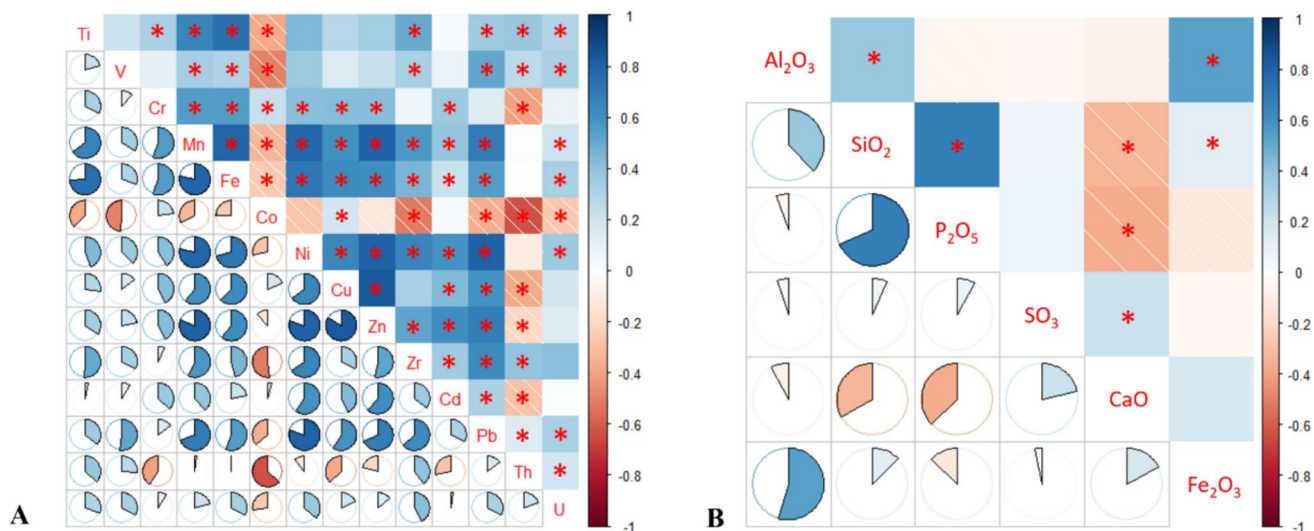 Ti
V
Cr
Mn
Fe
Co
Ni
Cu
Zn
Zr
Cd
Pb
Th
U
1
0.8
0.6
0.4
0.2
0
-0.2
-0.4
-0.6
-0.8
-1
A
Al₂O₃
SiO₂
P₂O₅
SO₃
CaO
Fe₂O₃
1
0.8
0.6
0.4
0.2
0
-0.2
-0.4
-0.6
-0.8
-1
B